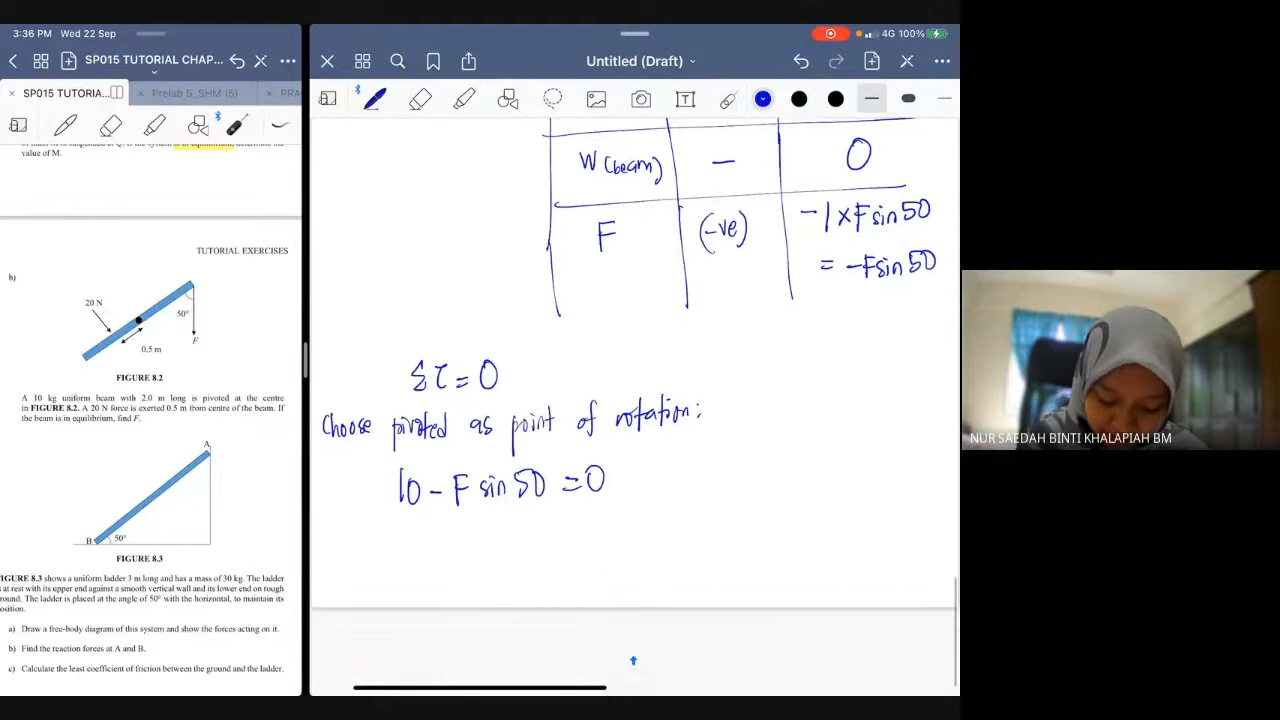 3:36 PM Wed 22 Sep
4G 100%
SP015 TUTORIAL CHAP...
Untitled (Draft)
SP015 TUTORIA...
Prelab 5_SHM (5)
PRA
value of M.
TUTORIAL EXERCISES
b)
20 N
50°
F
0.5 m
FIGURE 8.2
A 10 kg uniform beam with 2.0 m long is pivoted at the centre
in FIGURE 8.2. A 20 N force is exerted 0.5 m from centre of the beam. If
the beam is in equilibrium, find F.
A
B
50°
FIGURE 8.3
FIGURE 8.3 shows a uniform ladder 3 m long and has a mass of 30 kg. The ladder
at rest with its upper end against a smooth vertical wall and its lower end on rough
round. The ladder is placed at the angle of 50° with the horizontal, to maintain its
osition.
a) Draw a free-body diagram of this system and show the forces acting on it.
b) Find the reaction forces at A and B.
c) Calculate the least coefficient of friction between the ground and the ladder.
W(beam) – 0
F (-ve) -1×F sin 50
= -F sin 50
Στ = 0
Choose pivoted as point of rotation:
10 - F sin 50 = 0
NUR SAEDAH BINTI KHALAPIAH BM